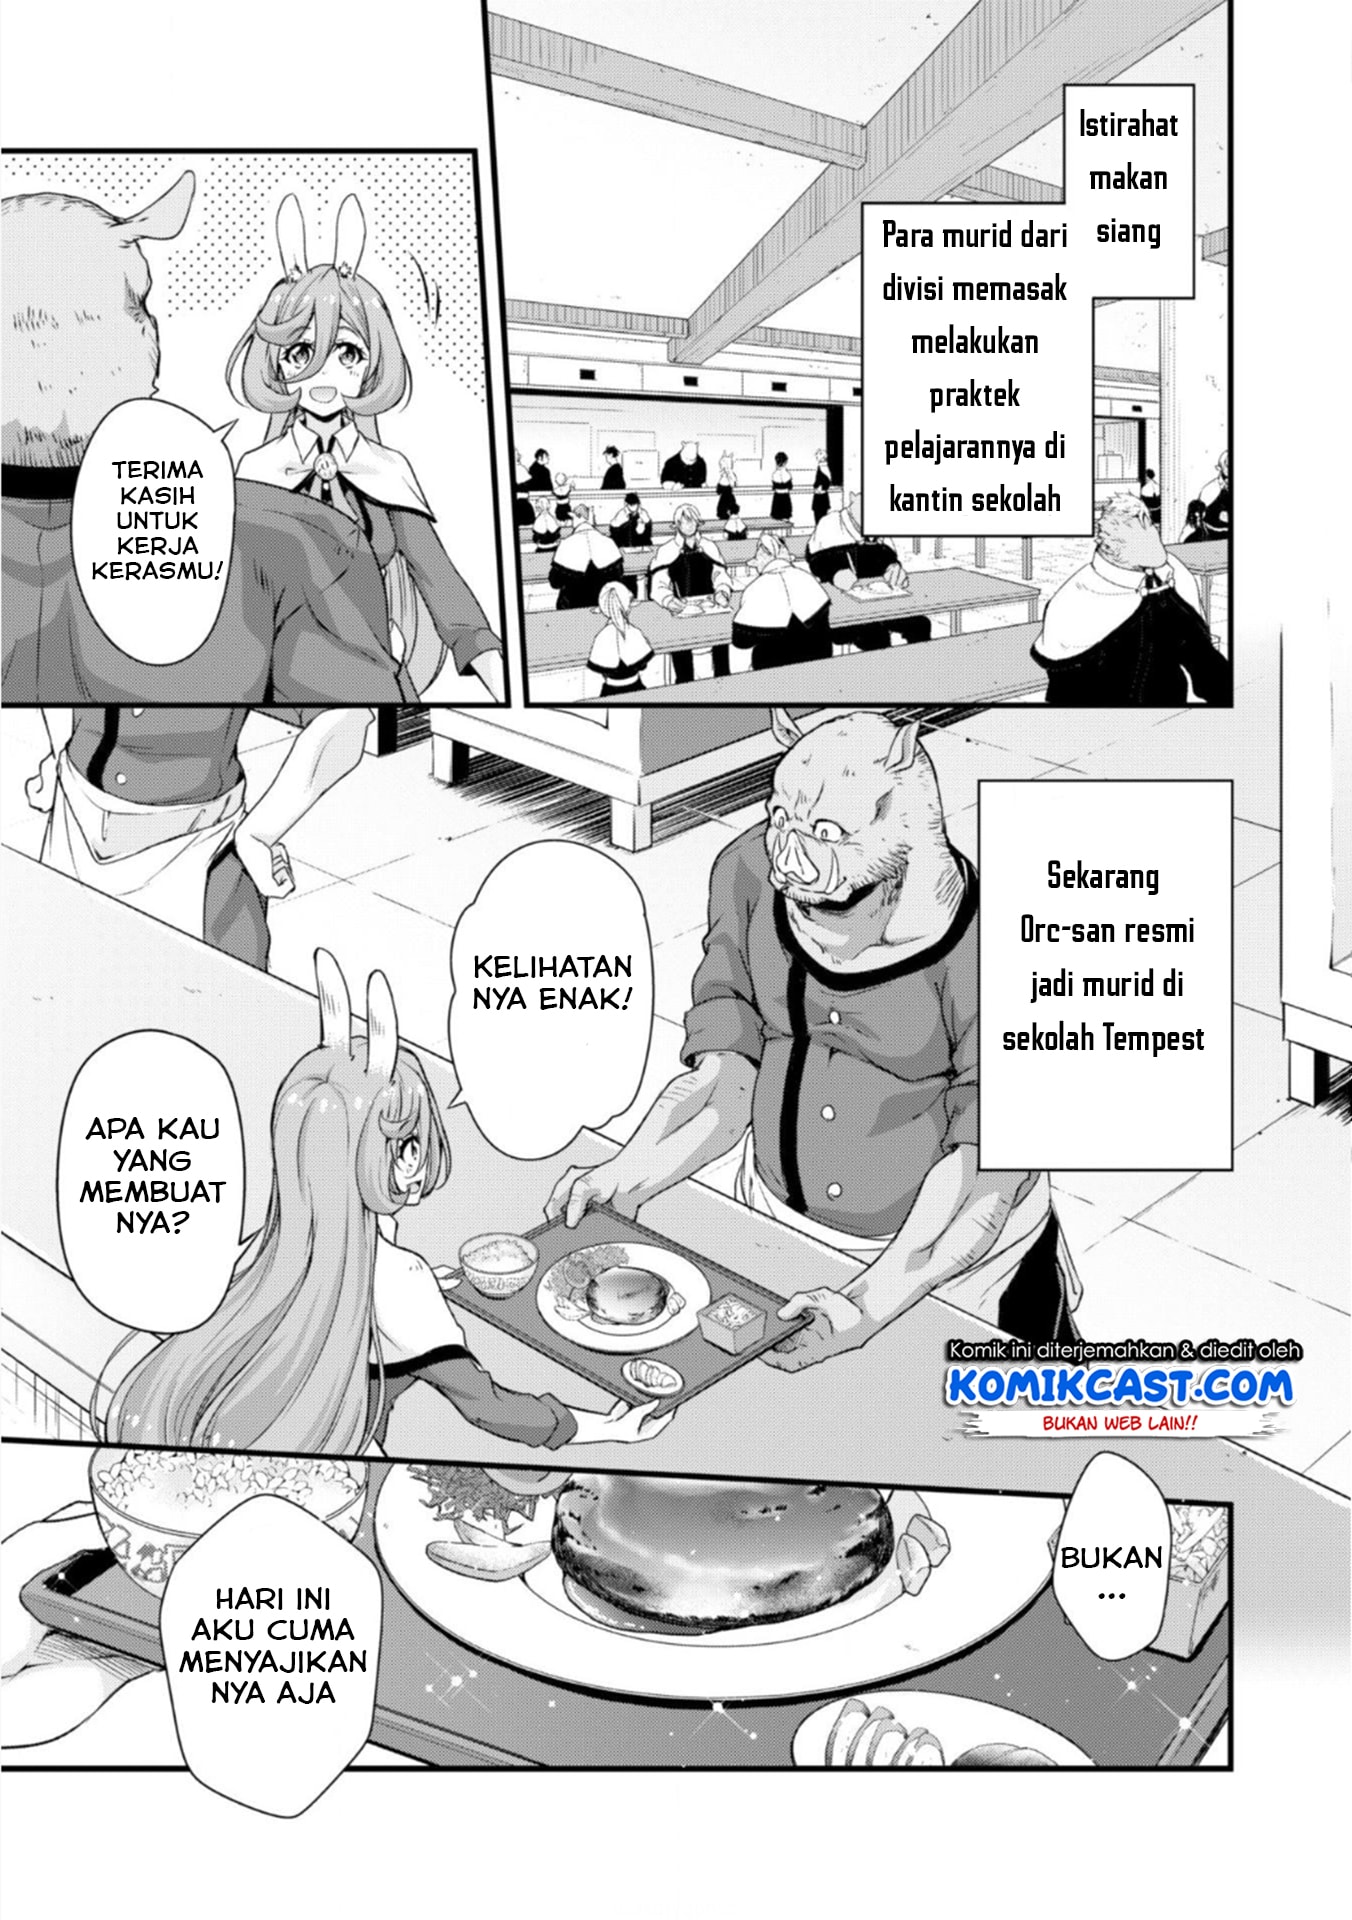 Istirahat
makan
siang
Para murid dari
divisi memasak
melakukan
praktek
pelajarannya di
kantin sekolah
TERIMA
KASIH
UNTUK
KERJA
KERASMU!
Sekarang
Orc-san resmi
jadi murid di
sekolah Tempest
KELIHATAN
NYA ENAK!
APA KAU
YANG
MEMBUAT
NYA?
Komik ini diterjemahkan & diedit oleh
KOMIKCAST.COM
BUKAN WEB LAIN!!
BUKAN
...
HARI INI
AKU CUMA
MENYAJIKAN
NYA AJA